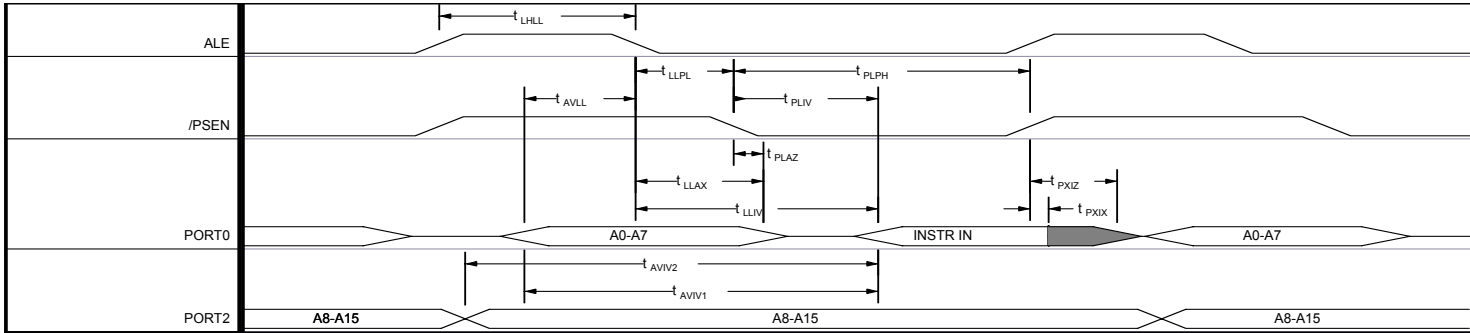 t LHLL
ALE
t LLPL
t PLPH
t AVLL
t PLIV
/PSEN
t PLAZ
t LLAX
t PXIZ
t LLIV
t PXIX
PORT0
A0-A7
INSTR IN
A0-A7
t AVIV2
t AVIV1
PORT2
A8-A15
A8-A15
A8-A15